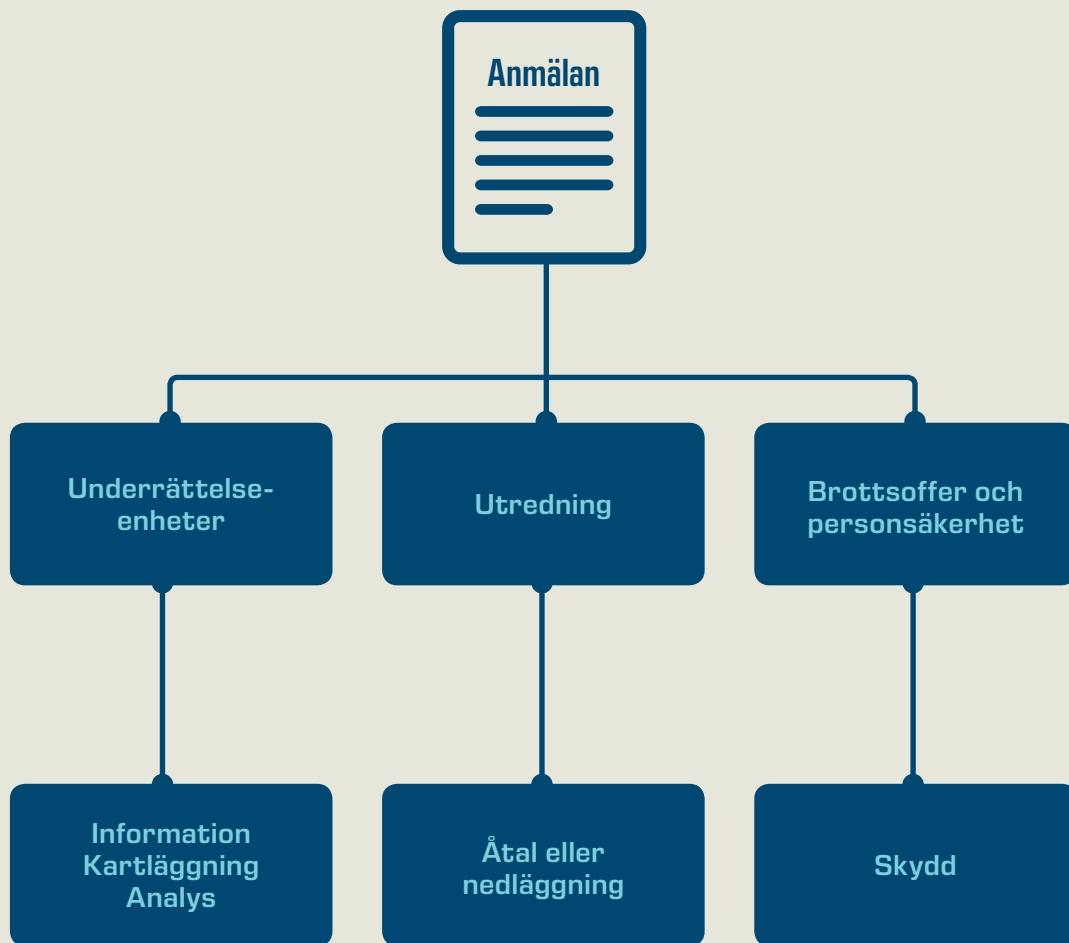 Anmälan
Underrättelse-
enheter
Utredning
Brottsoffer och
personsäkerhet
Information
Kartläggning
Analys
Åtal eller
nedläggning
Skydd